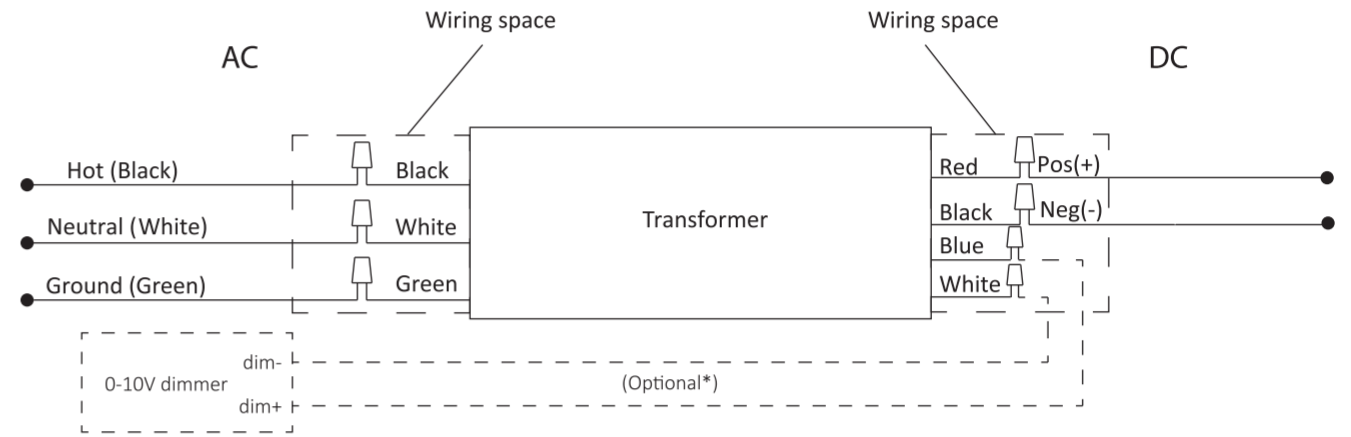 Wiring space
Wiring space
AC
DC
Hot (Black)
Black
Red
Pos(+)
Neutral (White)
White
Transformer
Black
Neg(-)
Blue
Ground (Green)
Green
White
dim-
0-10V dimmer
(Optional*)
dim+